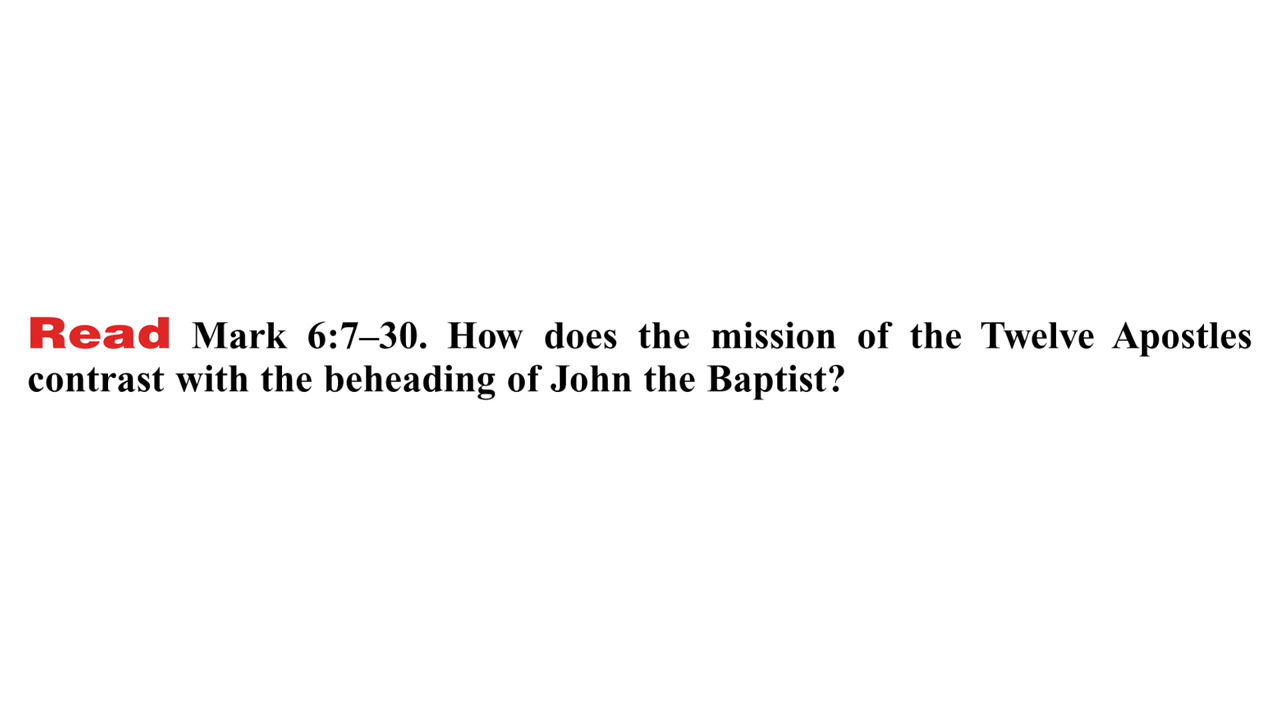 Read Mark 6:7–30. How does the mission of the Twelve Apostles
contrast with the beheading of John the Baptist?